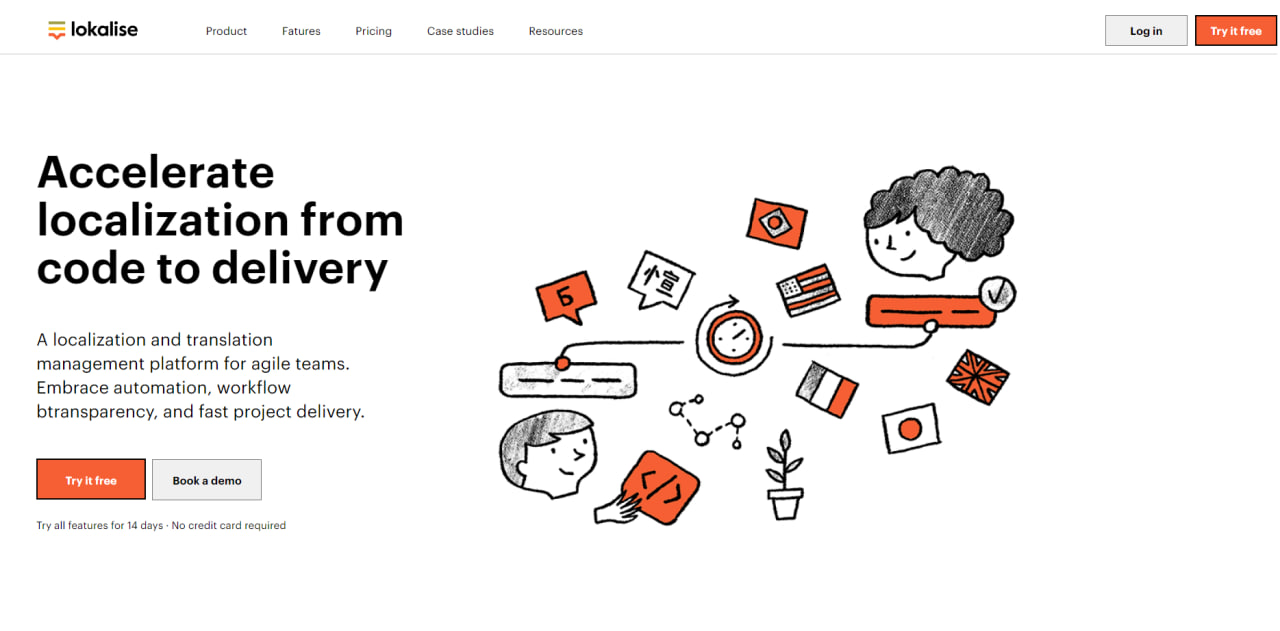 lokalise
Product
Fatures
Pricing
Case studies
Resources
Log in
Try it free
Accelerate
localization from
code to delivery
A localization and translation
management platform for agile teams.
Embrace automation, workflow
btransparency, and fast project delivery.
Try it free
Book a demo
Try all features for 14 days · No credit card required
Б
</>